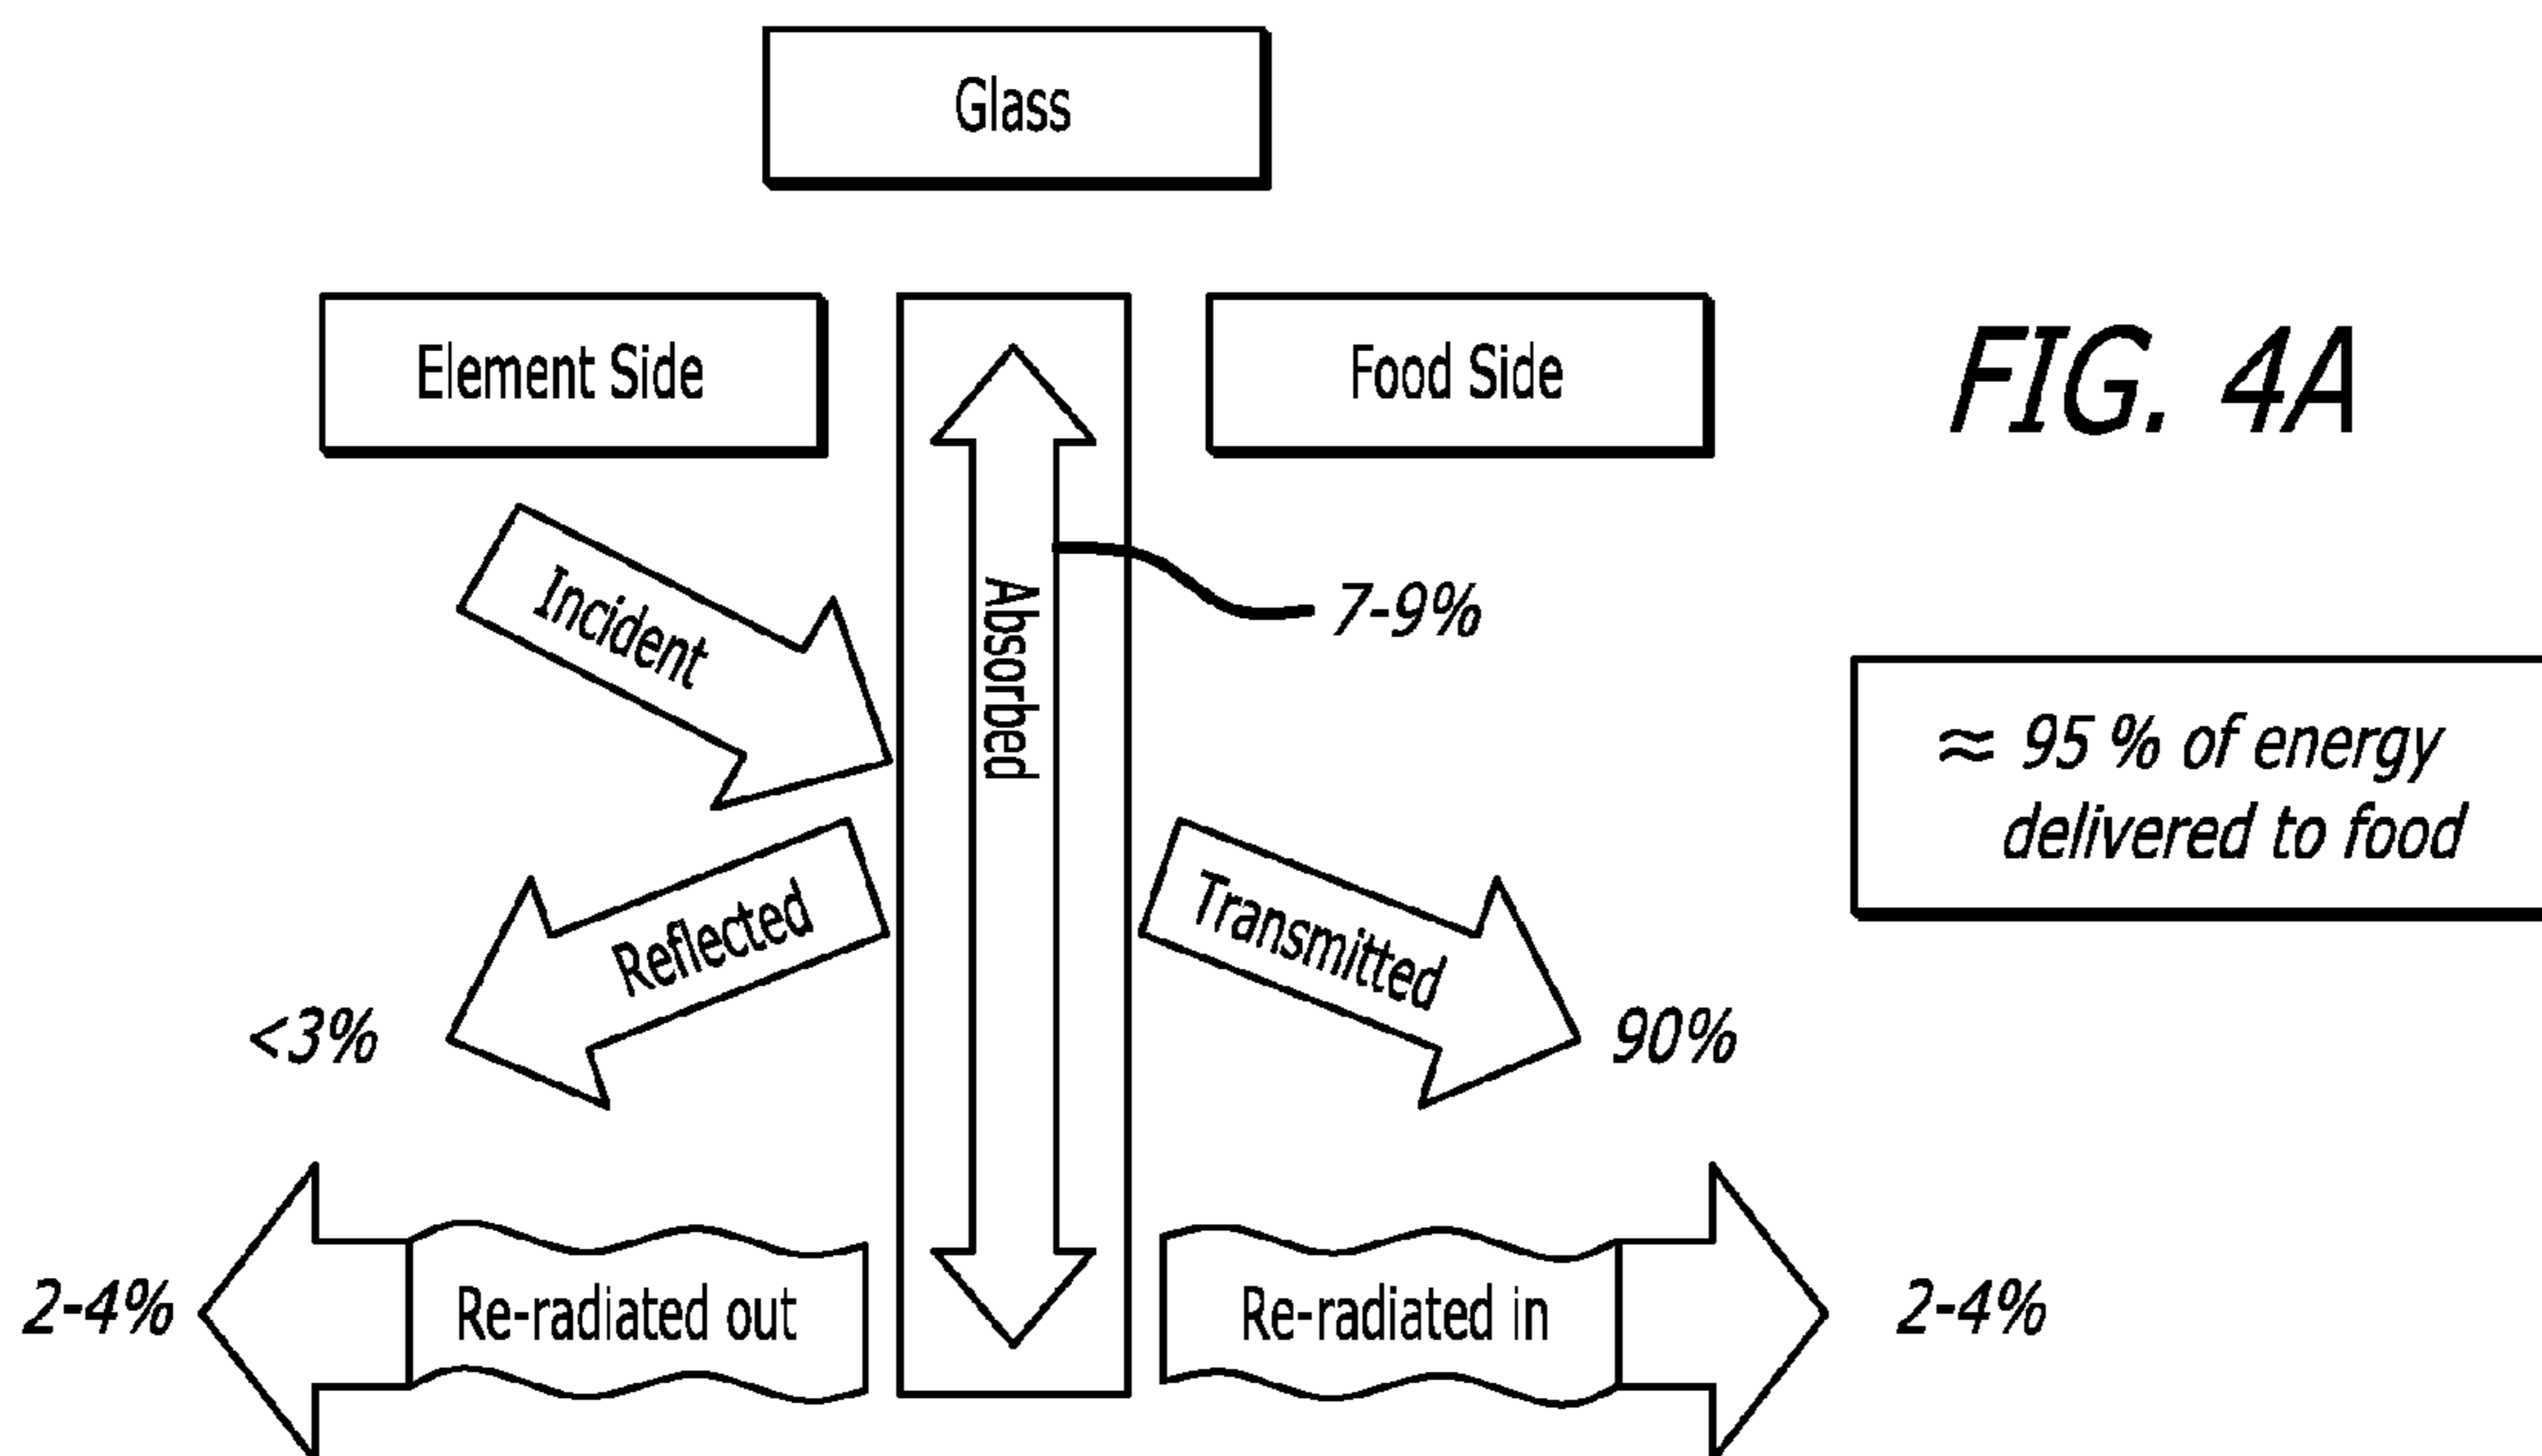 Glass
Element Side
Food Side
FIG. 4A
Incident
Absorbed
7-9%
≈ 95 % of energy
delivered to food
Reflected
Transmitted
<3%
90%
2-4%
Re-radiated out
Re-radiated in
2-4%